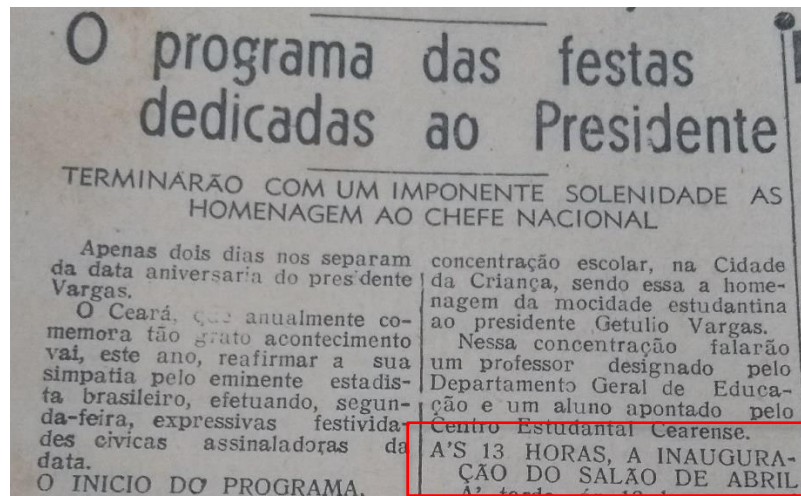 O programa das festas
dedicadas ao Presidente
TERMINARÃO COM UM IMPONENTE SOLENIDADE AS
HOMENAGEM AO CHEFE NACIONAL
Apenas dois dias nos separam
da data aniversaria do presidente
Vargas.
O Ceará, que anualmente co-
memora tão grato acontecimento
vai, este ano, reafirmar a sua
simpatia pelo eminente estadis-
ta brasileiro, efetuando, segun-
da-feira, expressivas festivida-
des civicas assinaladoras da
data.
O INICIO DO PROGRAMA.
concentração escolar, na Cidade
da Criança, sendo essa a home-
nagem da mocidade estudantina
ao presidente Getulio Vargas.
Nessa concentração falarão
um professor designado pelo
Departamento Geral de Educa-
ção e um aluno apontado pelo
Centro Estudantal Cearense.
A'S 13 HORAS, A INAUGURA-
ÇÃO DO SALÃO DE ABRIL